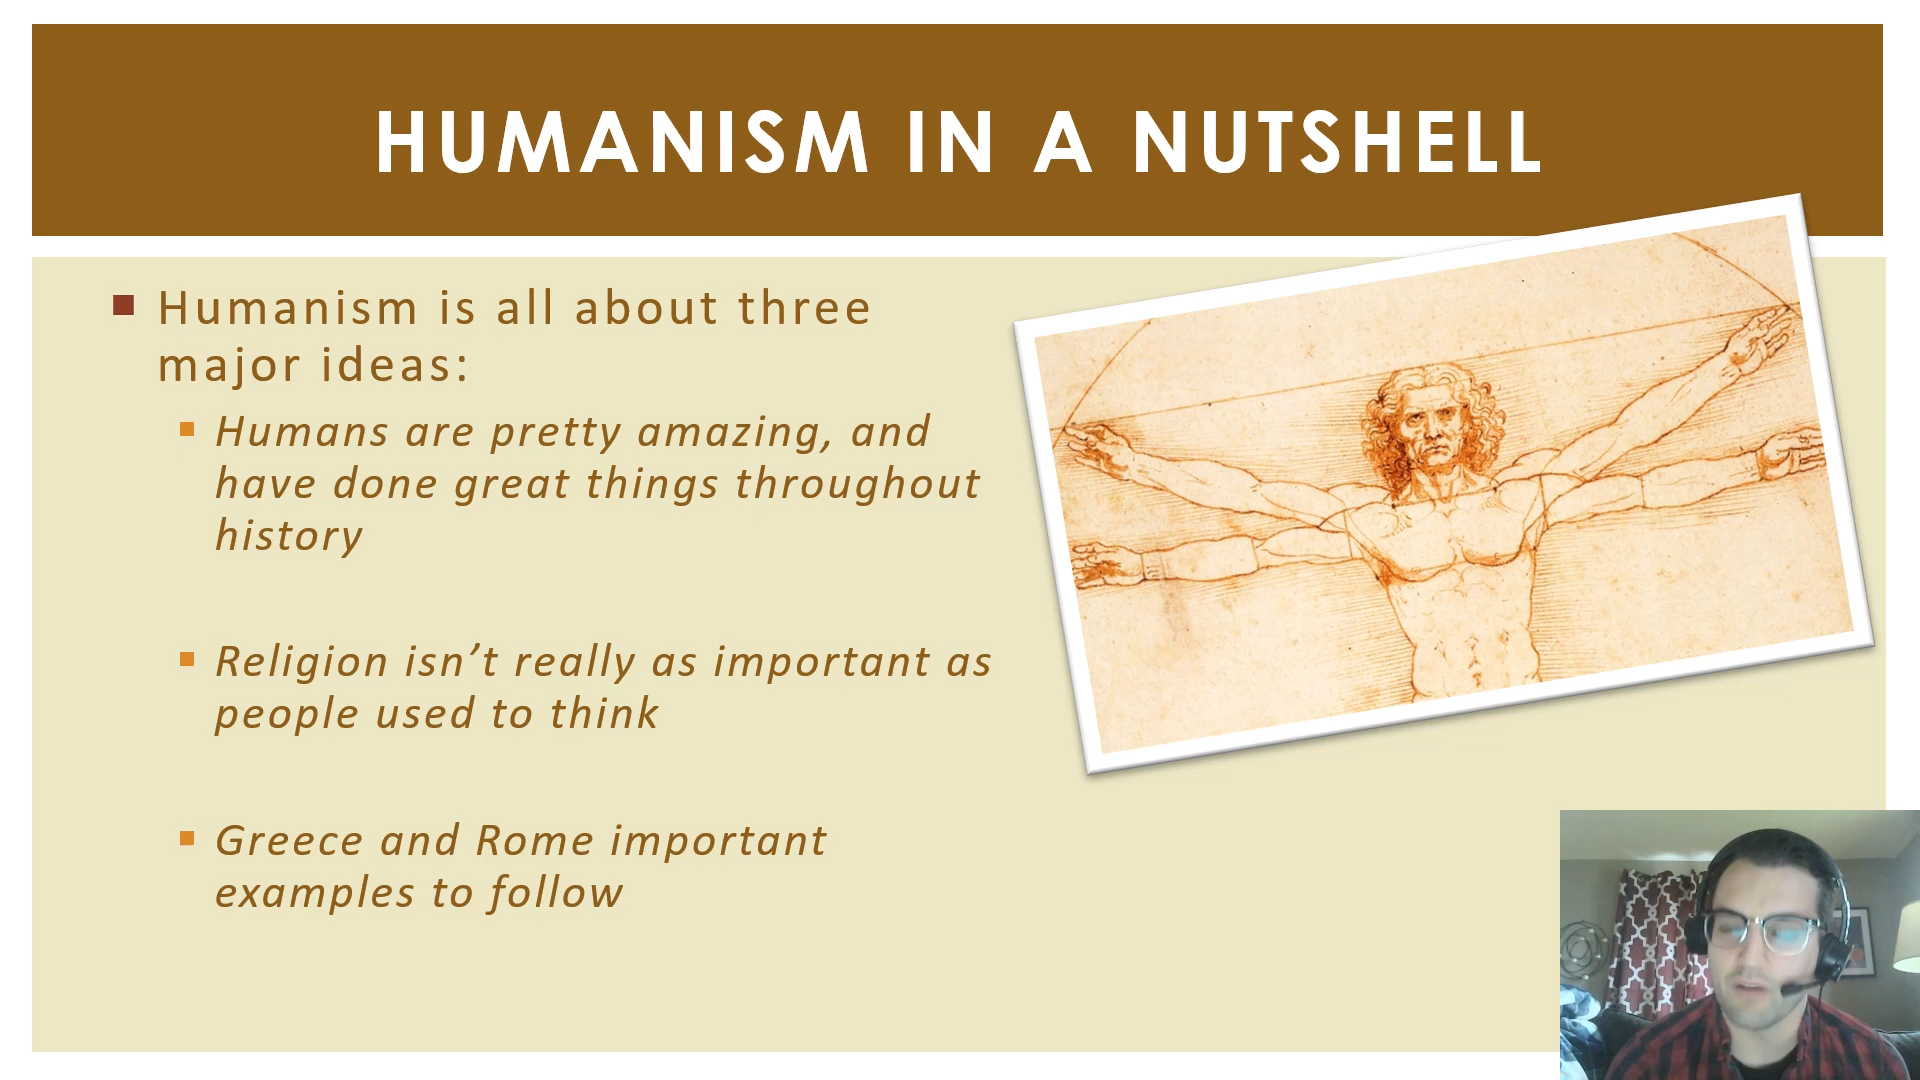 HUMANISM IN A NUTSHELL
Humanism is all about three
major ideas:
Humans are pretty amazing, and
have done great things throughout
history
Religion isn’t really as important as
people used to think
Greece and Rome important
examples to follow